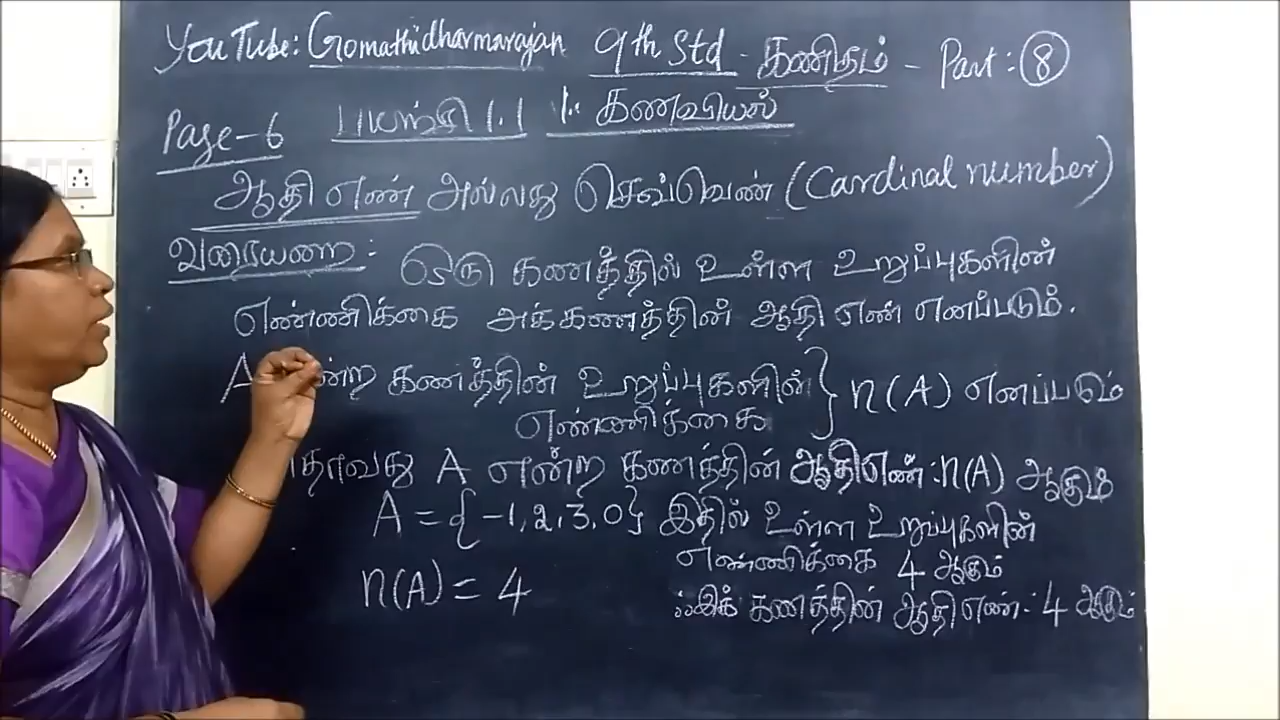 YouTube: Gomathidharmarajan 9th Std - கணிதம் - Part: 8
Page-6 பயிற்சி 1.1 1. கணவியல்
ஆதி எண் அல்லது செவ்வெண் (Cardinal number)
வரையறை: ஒரு கணத்தில் உள்ள உறுப்புகளின்
எண்ணிக்கை அக்கணத்தின் ஆதி எண் எனப்படும்.
A என்ற கணத்தின் உறுப்புகளின் } n(A) எனப்படும்
எண்ணிக்கை
தாவது A என்ற கணத்தின் ஆதிஎண்: n(A) ஆகும்
A = {-1, 2, 3, 0} இதில் உள்ள உறுப்புகளின்
எண்ணிக்கை 4 ஆகும்
n(A) = 4
∴ இக் கணத்தின் ஆதிஎண்: 4 ஆகும்